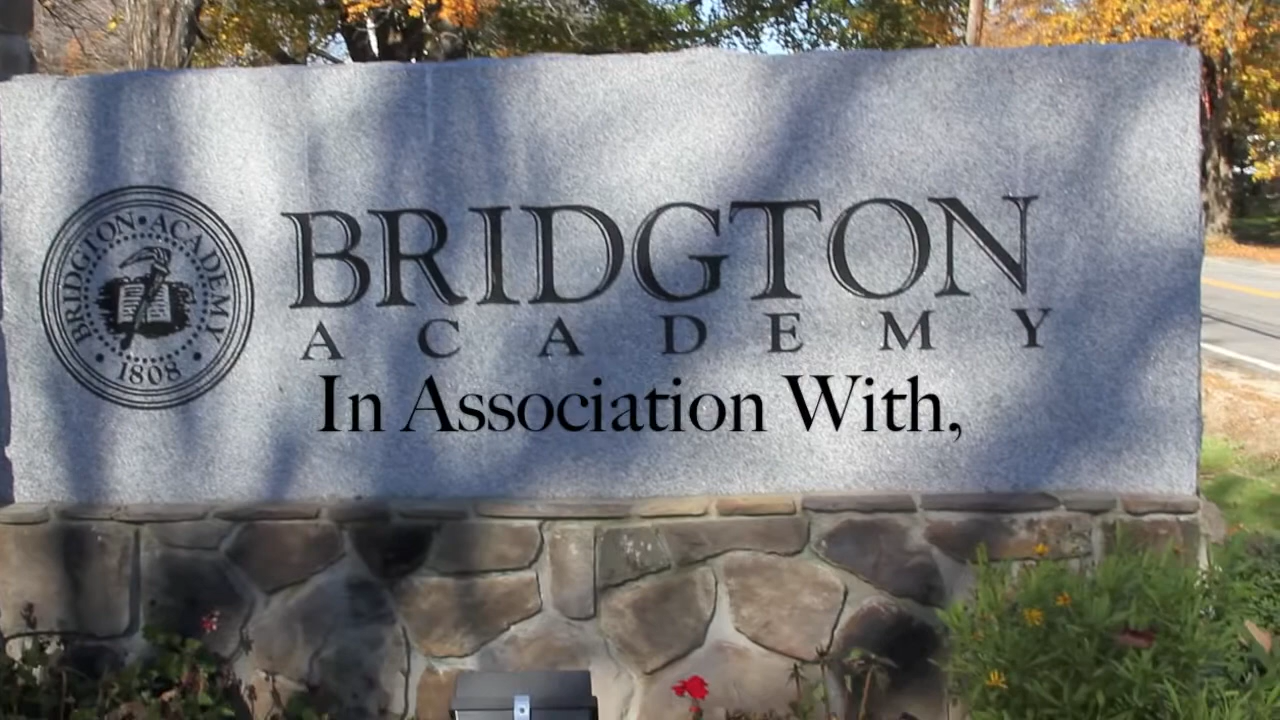 BRIDGTON • ACADEMY
• 1808 •
BRIDGTON
ACADEMY
In Association With,